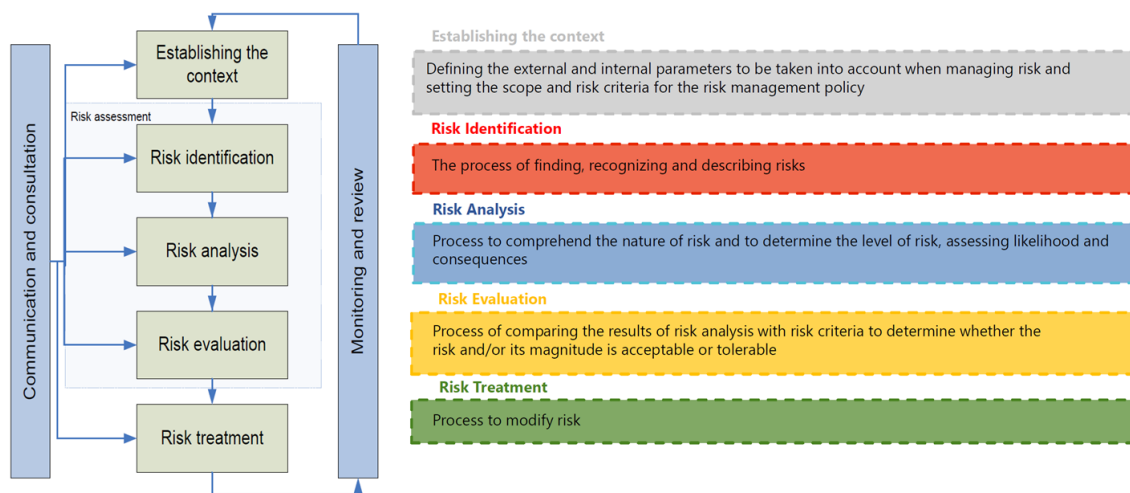 Communication and consultation
Establishing the
context
Risk assessment
Risk identification
Risk analysis
Risk evaluation
Risk treatment
Monitoring and review
Establishing the context
Defining the external and internal parameters to be taken into account when managing risk and
setting the scope and risk criteria for the risk management policy
Risk Identification
The process of finding, recognizing and describing risks
Risk Analysis
Process to comprehend the nature of risk and to determine the level of risk, assessing likelihood and
consequences
Risk Evaluation
Process of comparing the results of risk analysis with risk criteria to determine whether the
risk and/or its magnitude is acceptable or tolerable
Risk Treatment
Process to modify risk